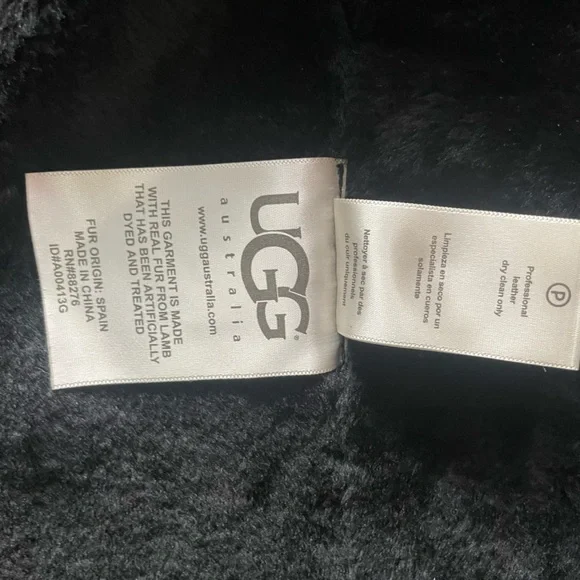 UGG®
australia
www.uggaustralia.com
THIS GARMENT IS MADE
WITH REAL FUR FROM LAMB
THAT HAS BEEN ARTIFICIALLY
DYED AND TREATED
FUR ORIGIN: SPAIN
MADE IN CHINA
RN#88276
ID#A00413G
P
Professional
leather
dry clean only
Limpieza en seco por un
especialista en cueros
solamente
Nettoyer à sec par des
professionnels
du cuir uniquement